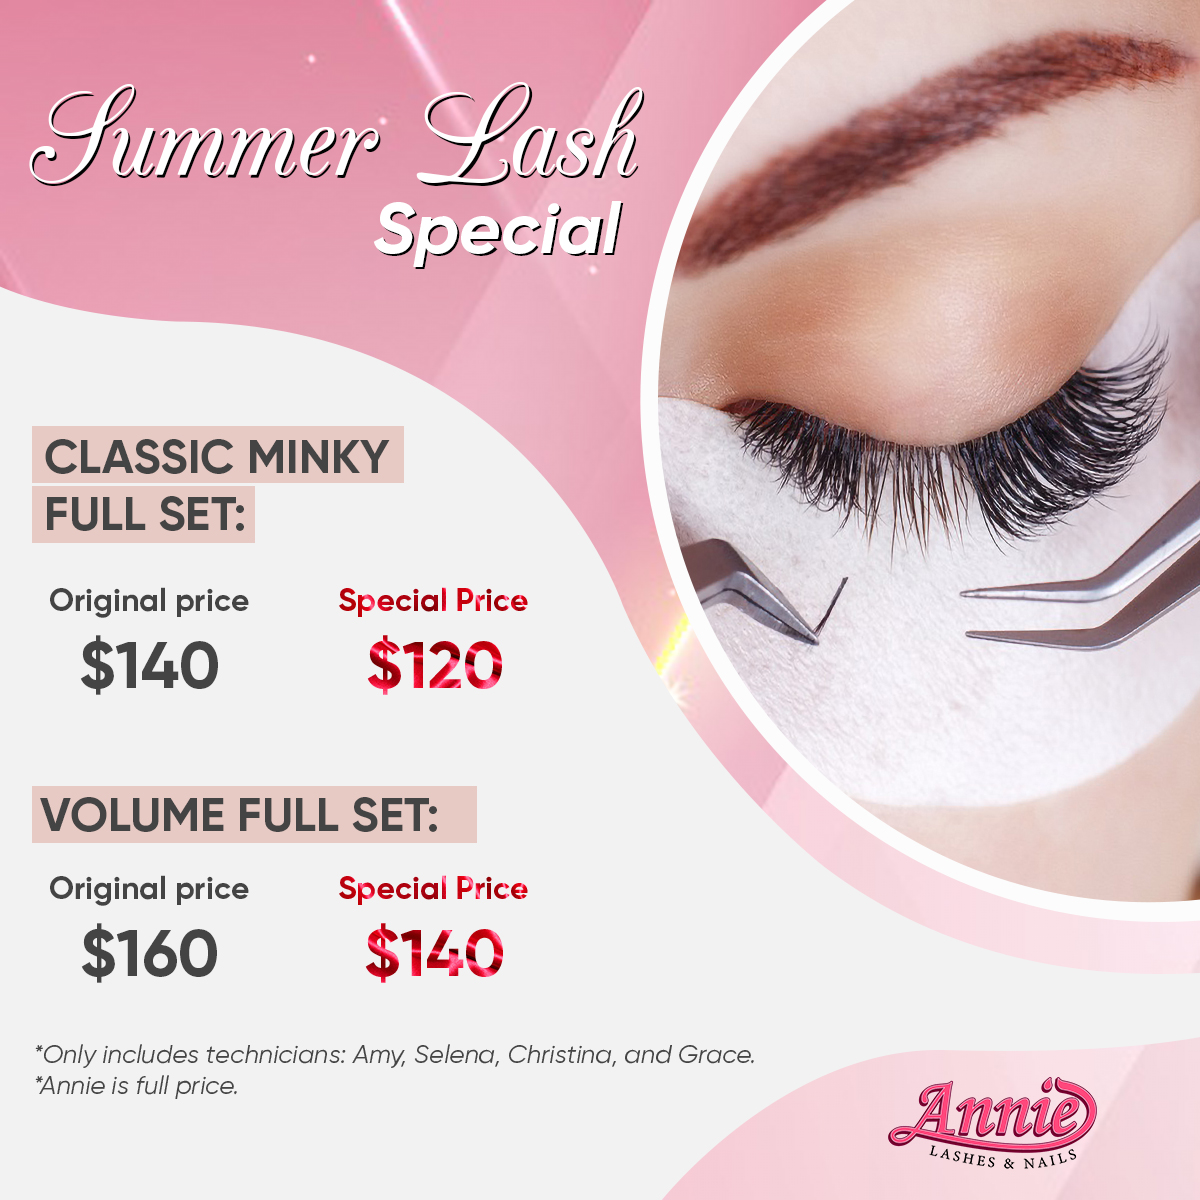 Summer Lash
Special
CLASSIC MINKY
FULL SET:
Original price
Special Price
$140
$120
VOLUME FULL SET:
Original price
Special Price
$160
$140
*Only includes technicians: Amy, Selena, Christina, and Grace.
*Annie is full price.
Annie
LASHES & NAILS